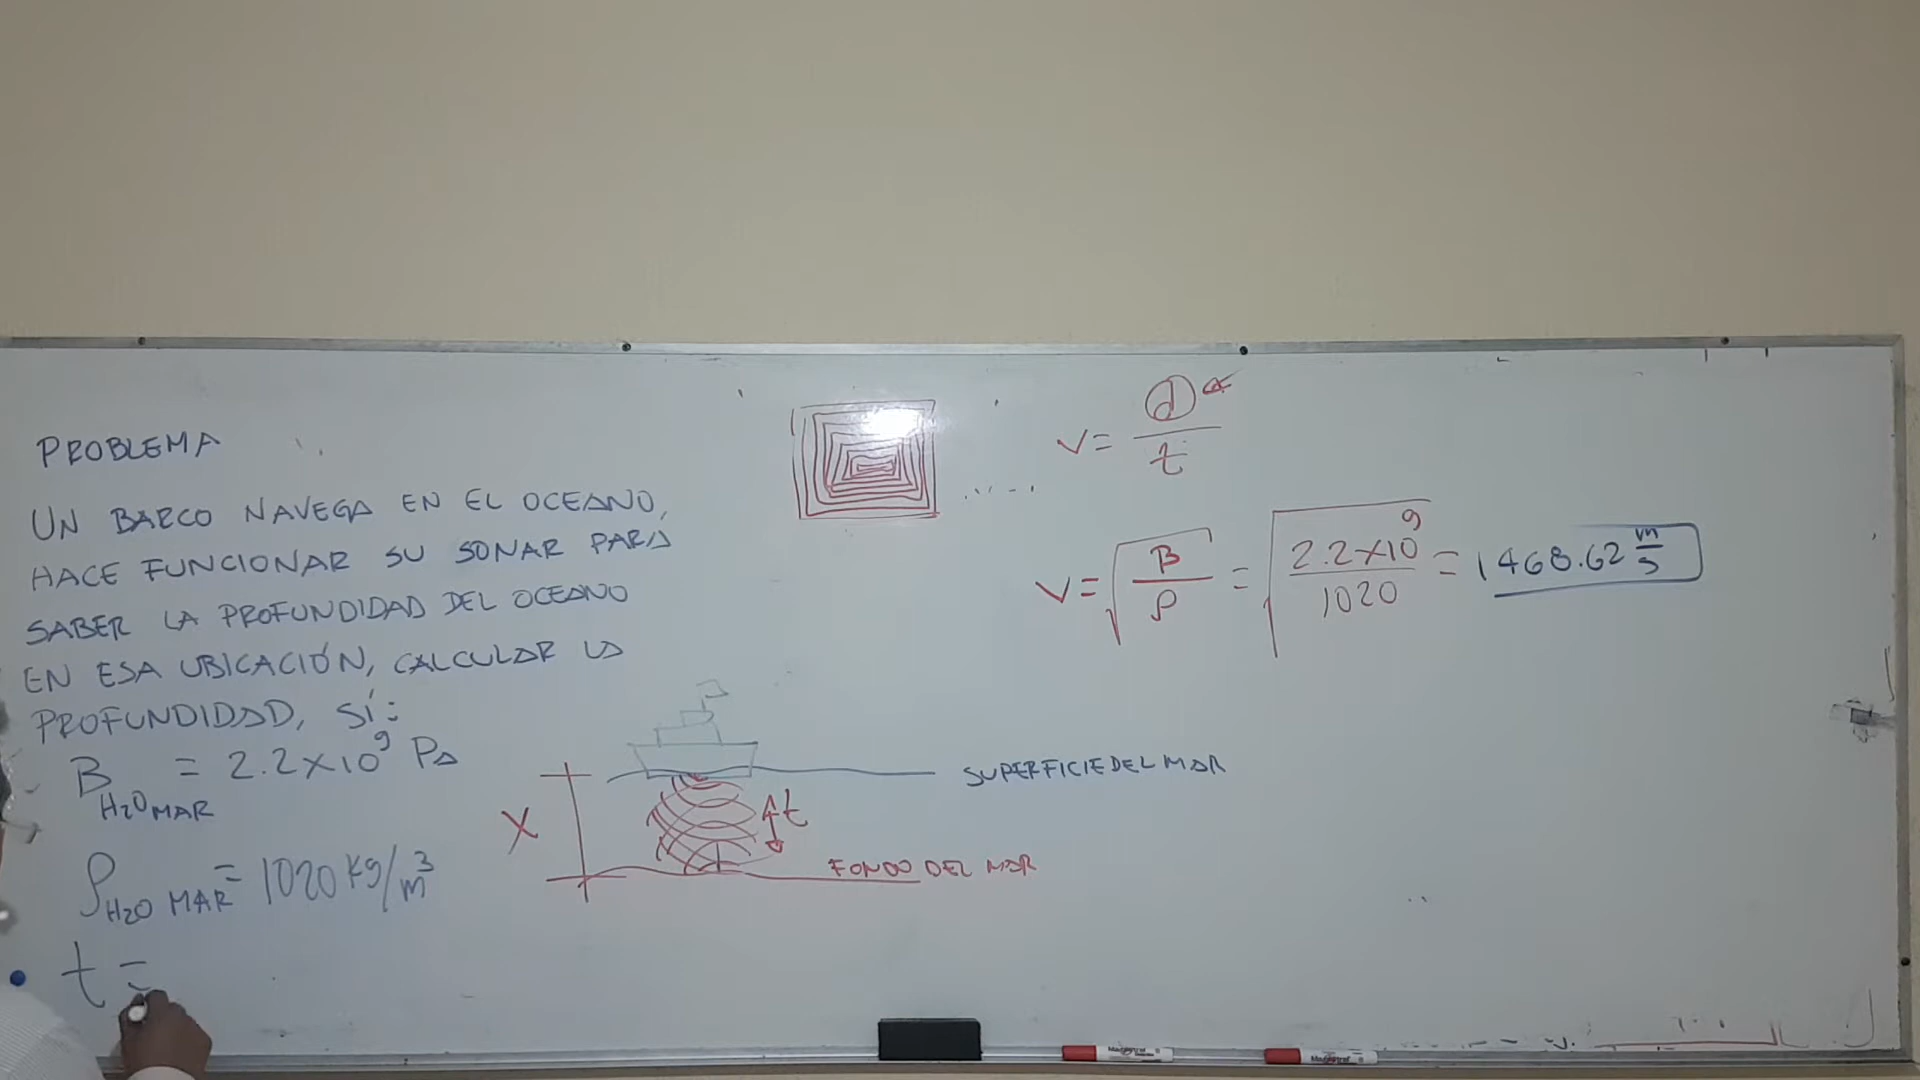 PROBLEMA
UN BARCO NAVEGA EN EL OCEANO,
HACE FUNCIONAR SU SONAR PARA
SABER LA PROFUNDIDAD DEL OCEANO
EN ESA UBICACIÓN, CALCULAR LA
PROFUNDIDAD, SÍ:
B H2O MAR = 2.2x10^9 Pa
ρ H2O MAR = 1020 kg/m^3
t =
X
t
SUPERFICIE DEL MAR
FONDO DEL MAR
V = d/t
V = √(B/ρ) = √(2.2x10^9/1020) = 1468.62 m/s